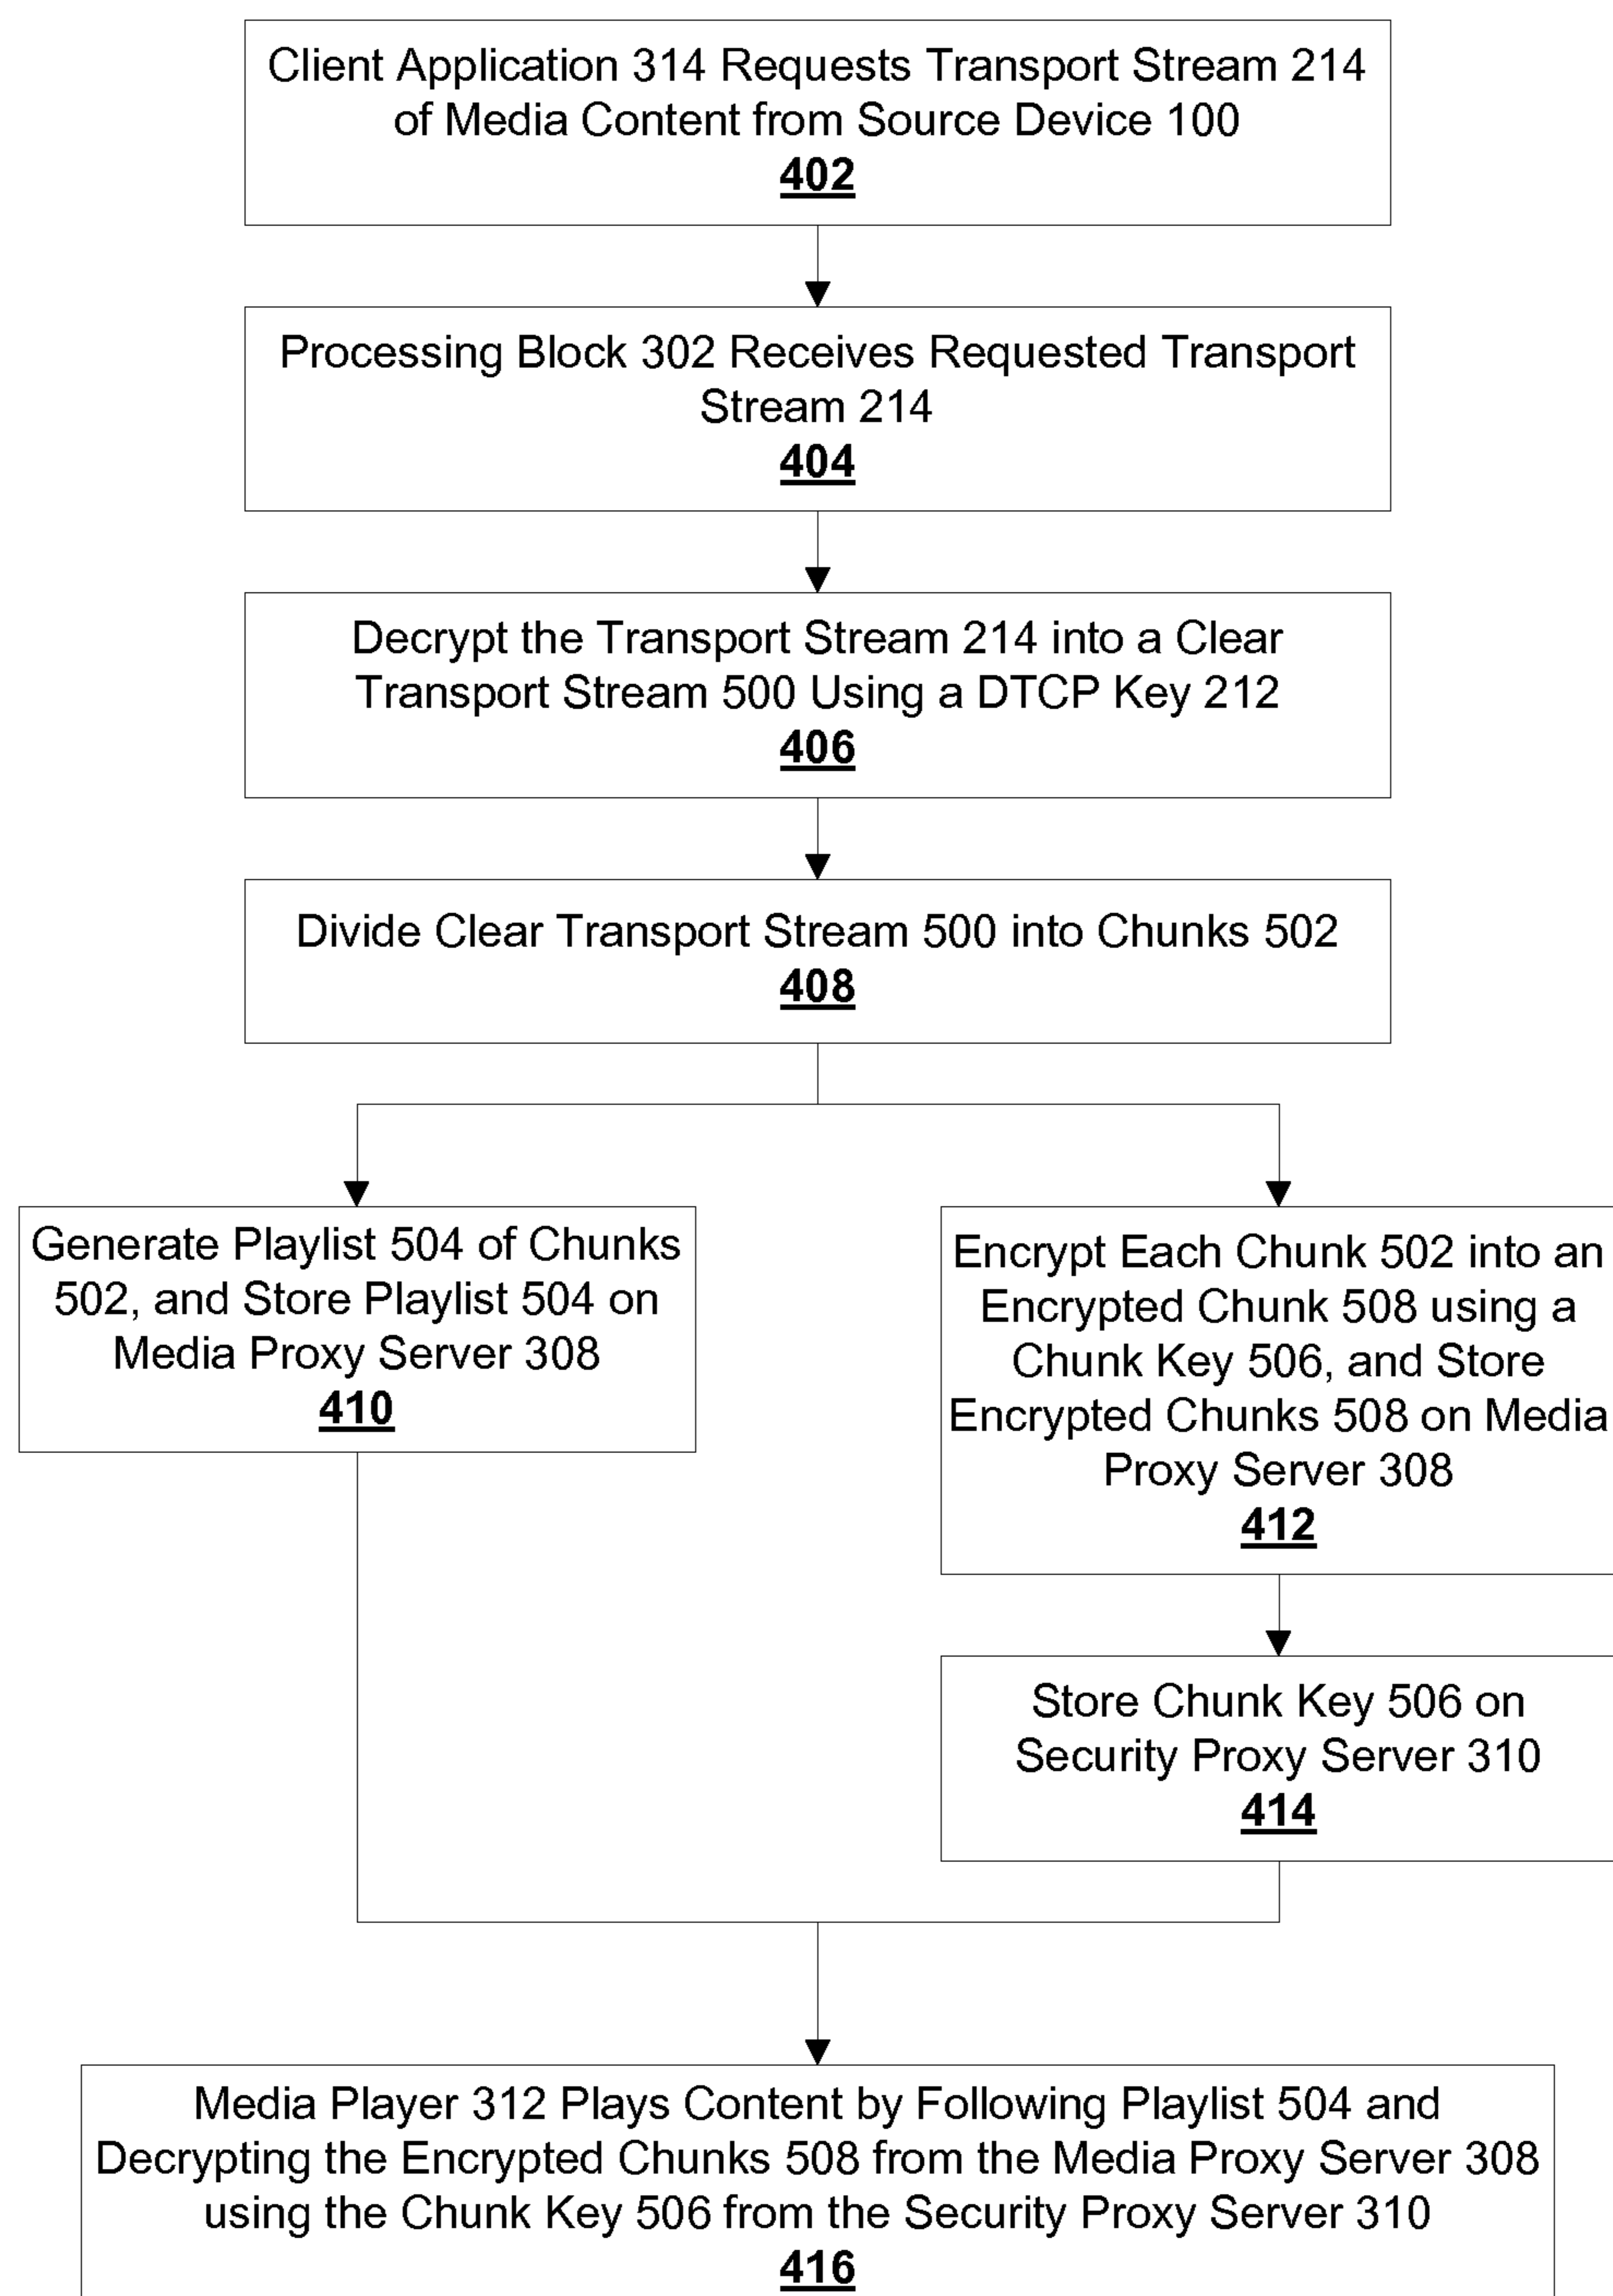 Client Application 314 Requests Transport Stream 214
of Media Content from Source Device 100
402
Processing Block 302 Receives Requested Transport
Stream 214
404
Decrypt the Transport Stream 214 into a Clear
Transport Stream 500 Using a DTCP Key 212
406
Divide Clear Transport Stream 500 into Chunks 502
408
Generate Playlist 504 of Chunks
502, and Store Playlist 504 on
Media Proxy Server 308
410
Encrypt Each Chunk 502 into an
Encrypted Chunk 508 using a
Chunk Key 506, and Store
Encrypted Chunks 508 on Media
Proxy Server 308
412
Store Chunk Key 506 on
Security Proxy Server 310
414
Media Player 312 Plays Content by Following Playlist 504 and
Decrypting the Encrypted Chunks 508 from the Media Proxy Server 308
using the Chunk Key 506 from the Security Proxy Server 310
416